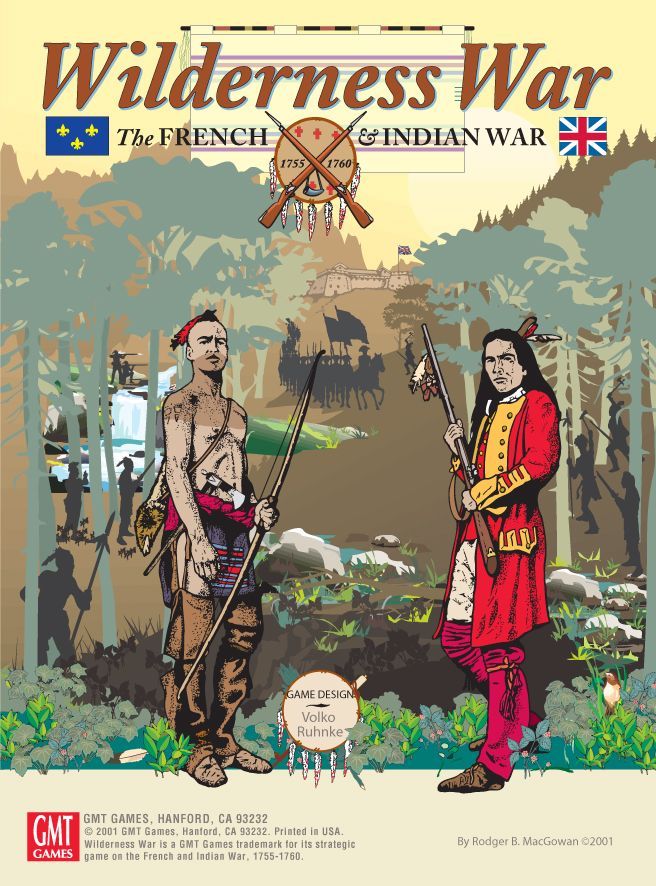 Wilderness War
The FRENCH & INDIAN WAR
1755 1760
GAME DESIGN
Volko
Ruhnke
GMT
GAMES
GMT GAMES, HANFORD, CA 93232
© 2001 GMT Games, Hanford, CA 93232. Printed in USA.
Wilderness War is a GMT Games trademark for its strategic
game on the French and Indian War, 1755-1760.
By Rodger B. MacGowan ©2001